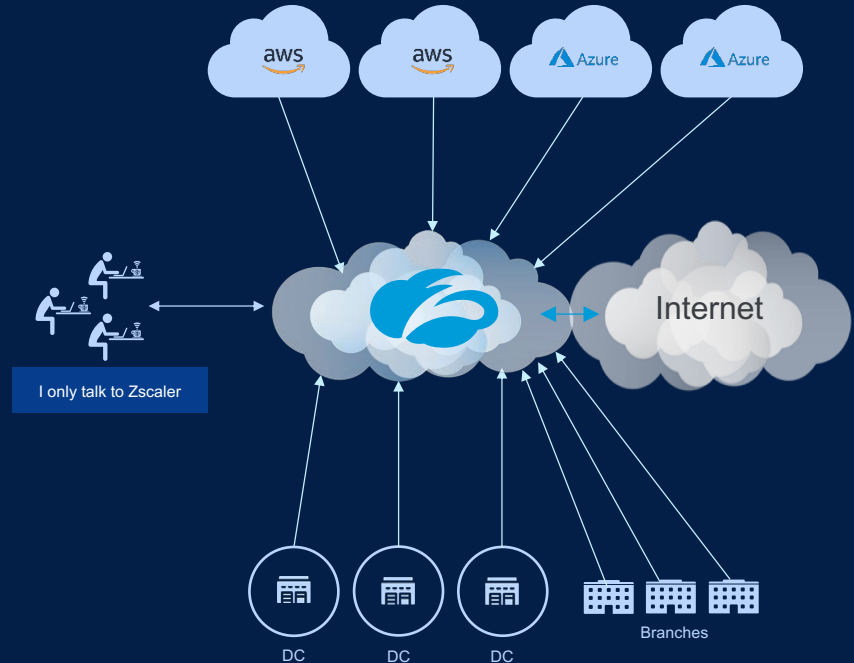 aws
aws
Azure
Azure
Internet
I only talk to Zscaler
Branches
DC
DC
DC